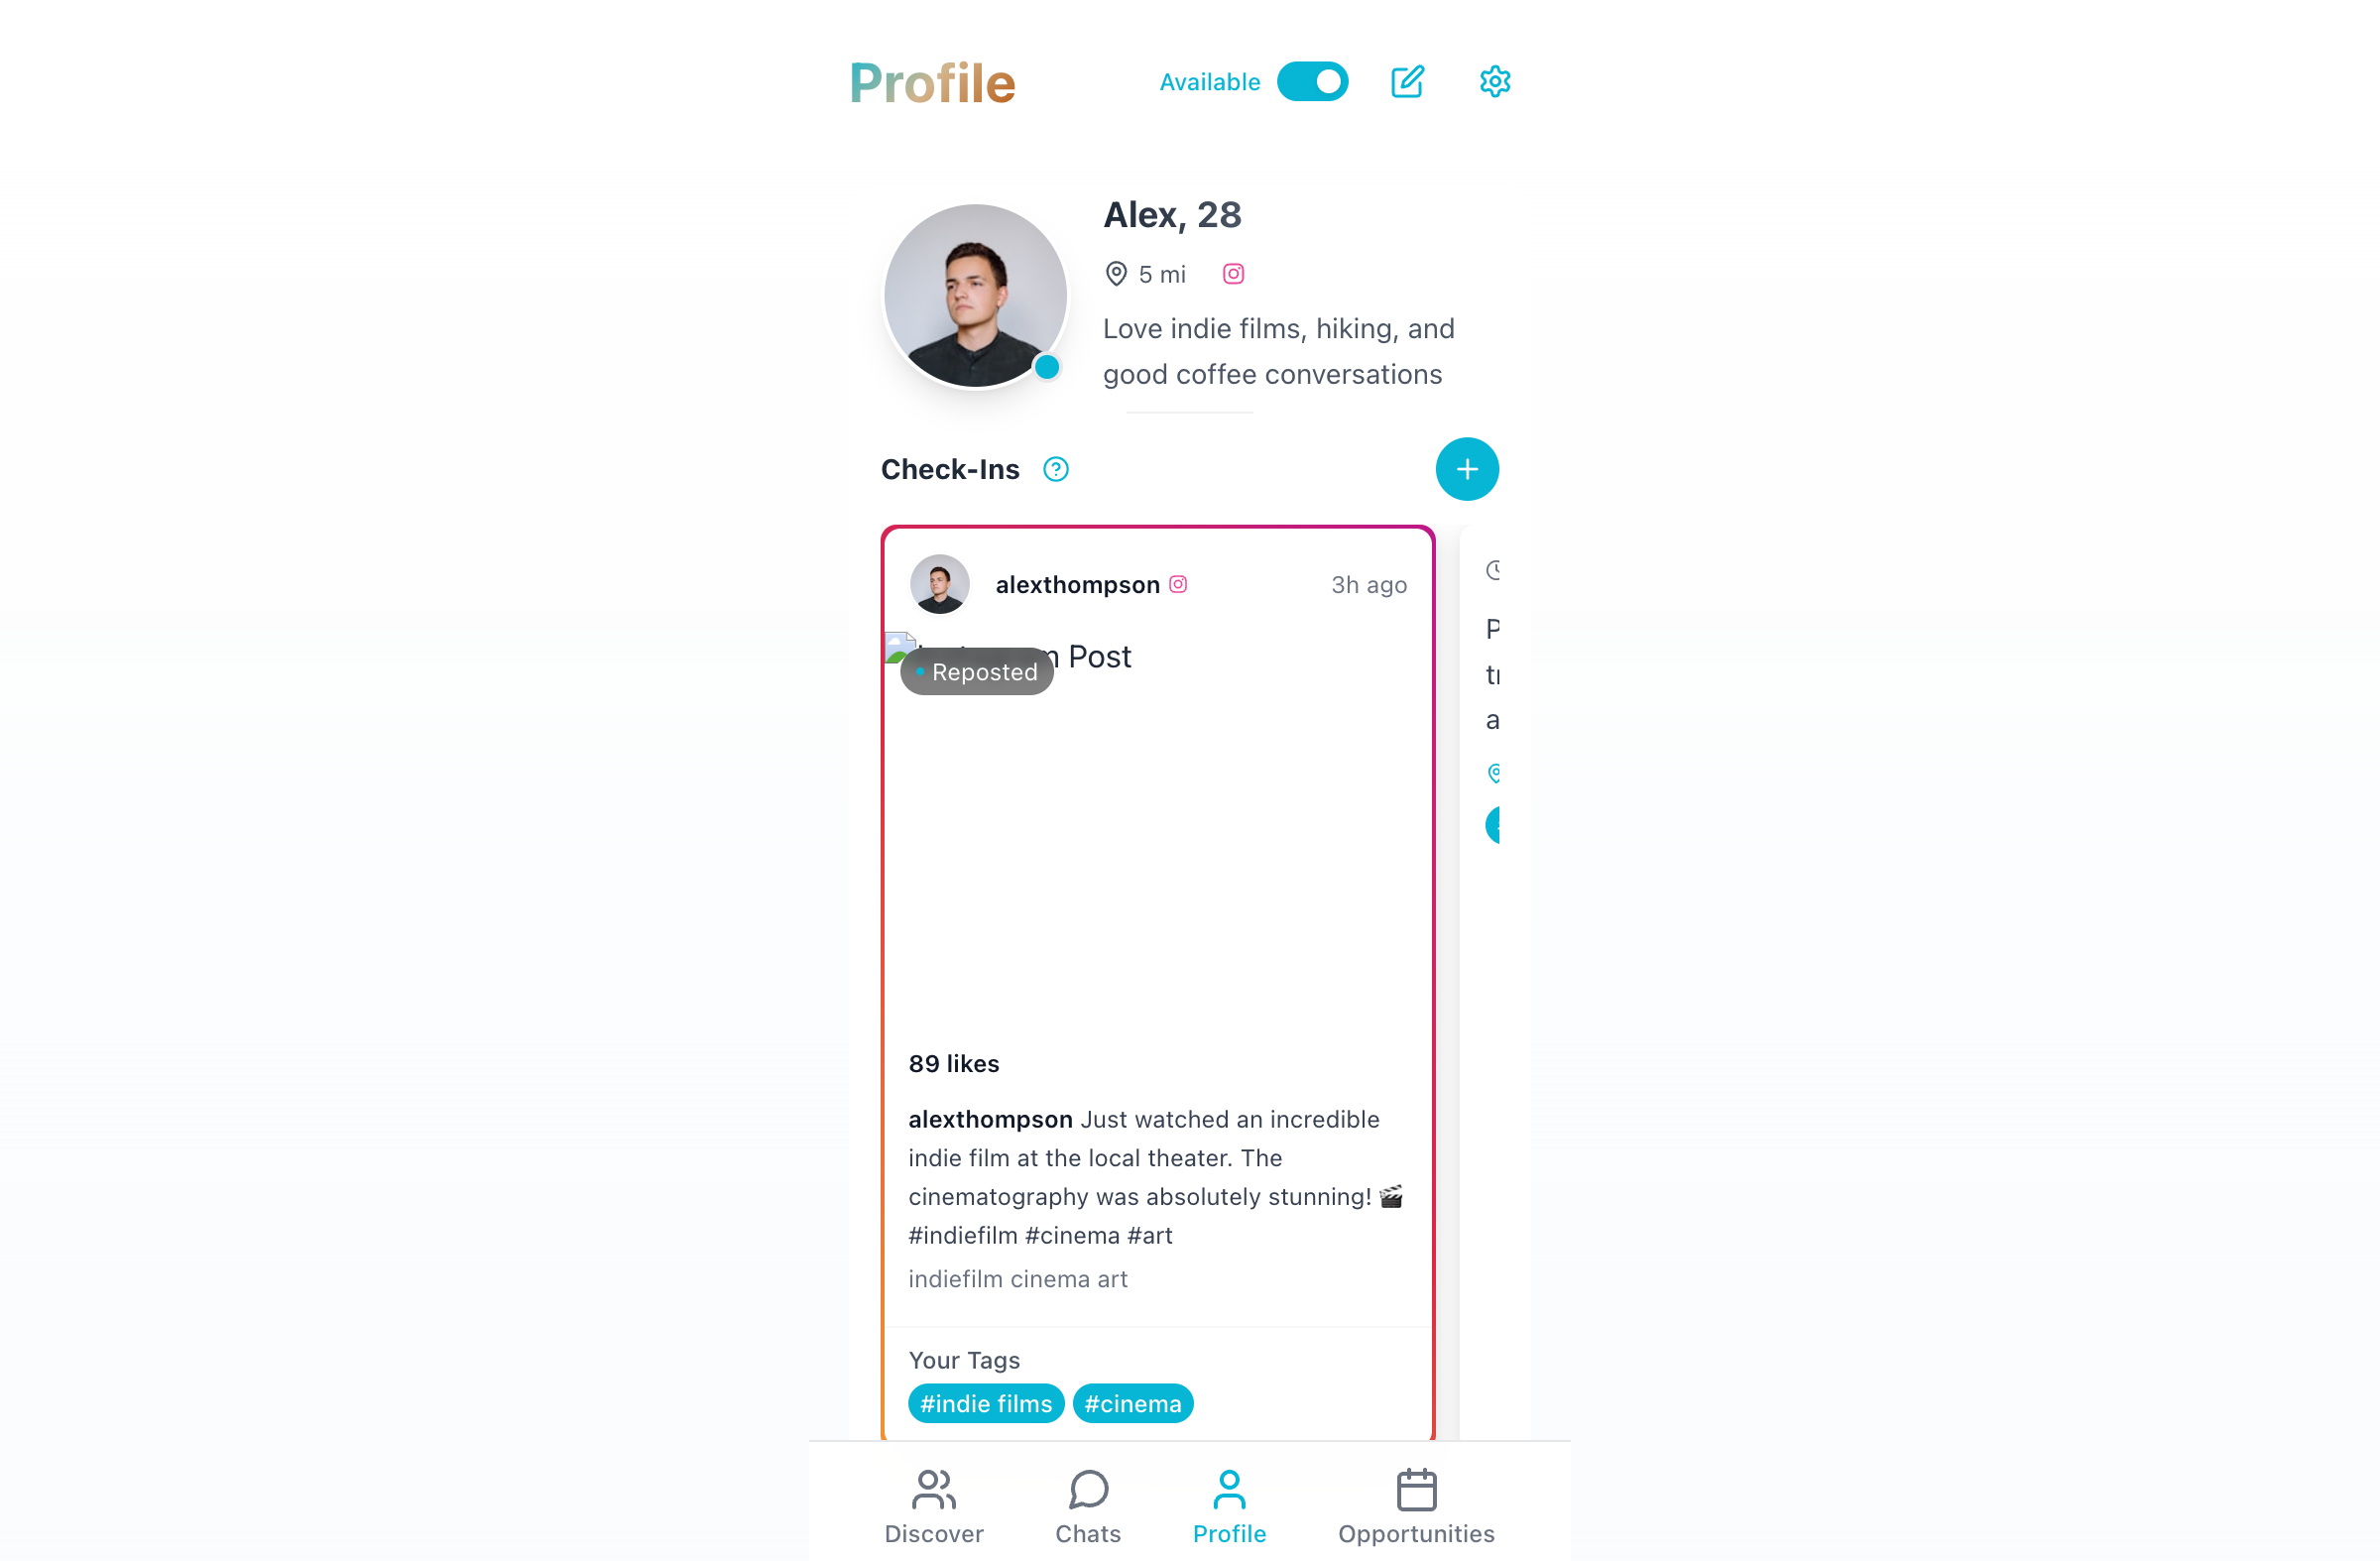 Profile
Available
Alex, 28
5 mi
Love indie films, hiking, and
good coffee conversations
Check-Ins
alexthompson
3h ago
Post
Reposted
89 likes
alexthompson Just watched an incredible
indie film at the local theater. The
cinematography was absolutely stunning! 🎬
#indiefilm #cinema #art
indiefilm cinema art
Your Tags
#indie films
#cinema
Discover
Chats
Profile
Opportunities